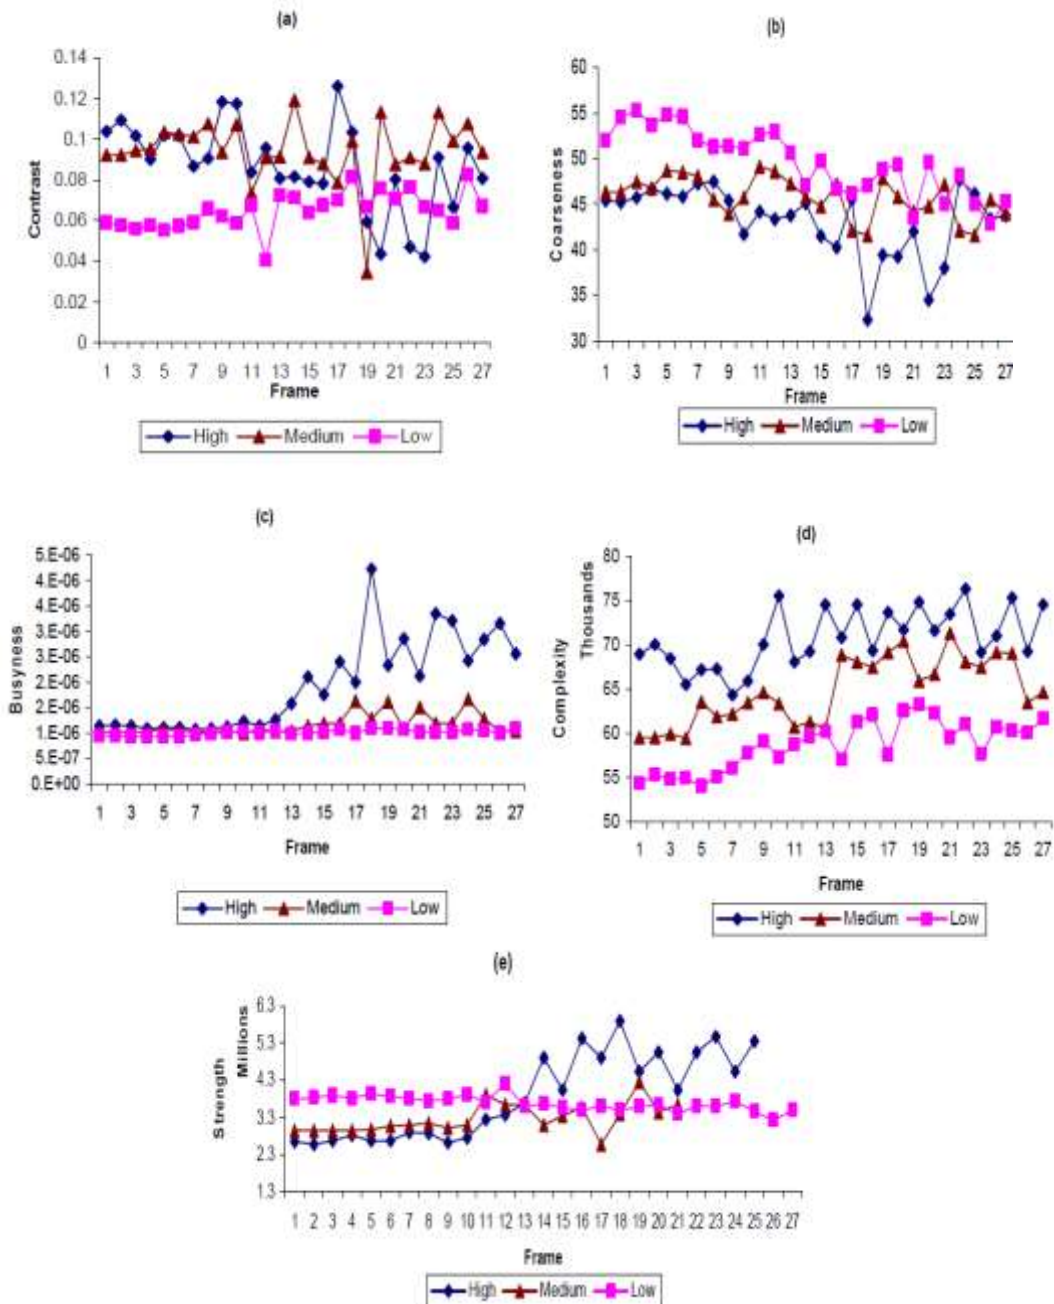 (a)
0.14
0.12
0.1
0.08
0.06
0.04
0.02
0
Contrast
1 3 5 7 9 11 13 15 17 19 21 23 25 27
Frame
High Medium Low
(b)
60
55
50
45
40
35
30
Coarseness
1 3 5 7 9 11 13 15 17 19 21 23 25 27
Frame
High Medium Low
(c)
5.E-06
4.E-06
4.E-06
3.E-06
3.E-06
2.E-06
2.E-06
1.E-06
5.E-07
0.E+00
Busyness
1 3 5 7 9 11 13 15 17 19 21 23 25 27
Frame
High Medium Low
(d)
80
75
70
65
60
55
50
Complexity
Thousands
1 3 5 7 9 11 13 15 17 19 21 23 25 27
Frame
High Medium Low
(e)
6.3
5.3
4.3
3.3
2.3
1.3
Strength
Millions
1 2 3 4 5 6 7 8 9 10 11 12 13 14 15 16 17 18 19 20 21 22 23 24 25 26 27
Frame
High Medium Low